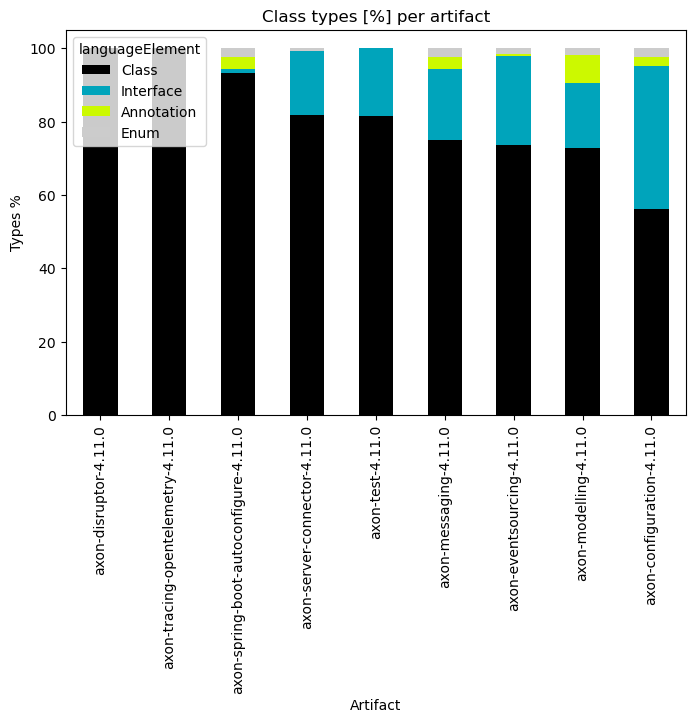 Class types [%] per artifact
languageElement
Class
Interface
Annotation
Enum
Types %
100
80
60
40
20
0
axon-disruptor-4.11.0
axon-tracing-opentelemetry-4.11.0
axon-spring-boot-autoconfigure-4.11.0
axon-server-connector-4.11.0
axon-test-4.11.0
axon-messaging-4.11.0
axon-eventsourcing-4.11.0
axon-modelling-4.11.0
axon-configuration-4.11.0
Artifact